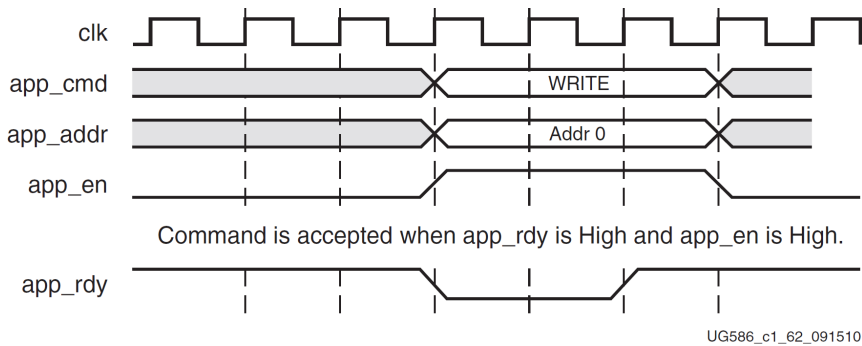 clk
app_cmd WRITE
app_addr Addr 0
app_en
Command is accepted when app_rdy is High and app_en is High.
app_rdy
UG586_c1_62_091510